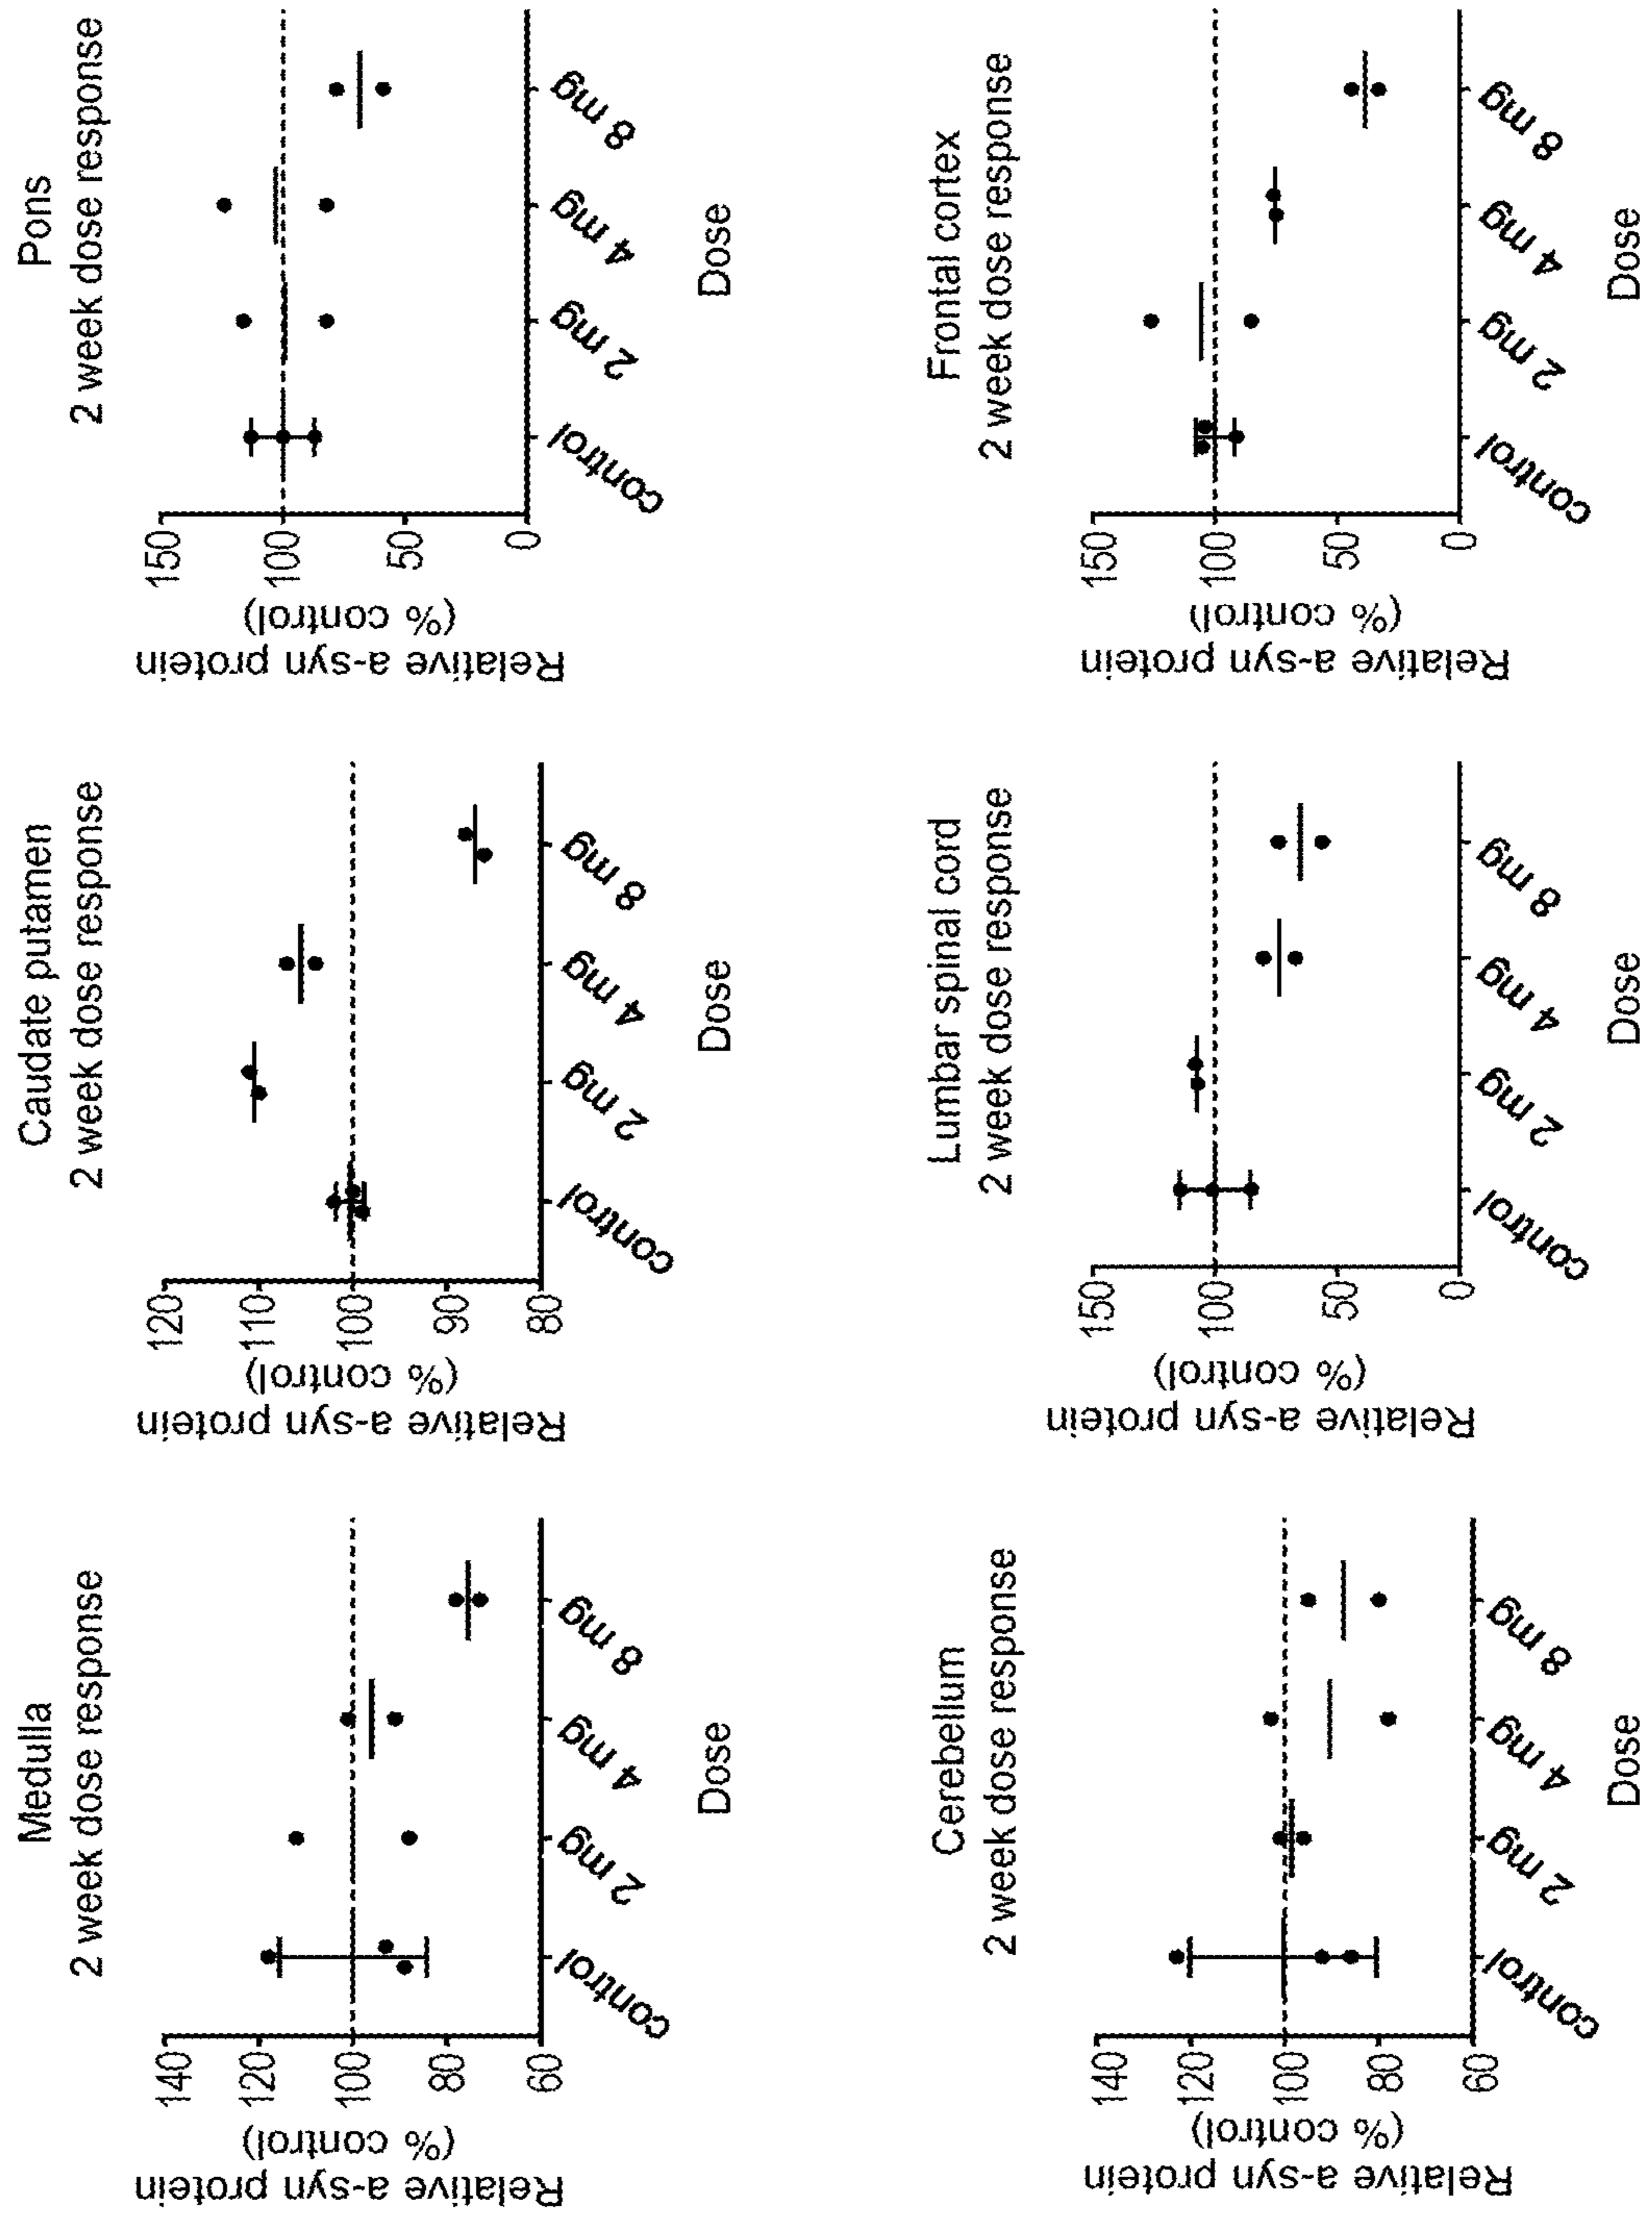 Medulla
2 week dose response
Relative a-syn protein
(% control)
140
120
100
80
60
control
2 mg
4 mg
8 mg
Dose
Caudate putamen
2 week dose response
Relative a-syn protein
(% control)
120
110
100
90
80
control
2 mg
4 mg
8 mg
Dose
Pons
2 week dose response
Relative a-syn protein
(% control)
150
100
50
0
control
2 mg
4 mg
8 mg
Dose
Cerebellum
2 week dose response
Relative a-syn protein
(% control)
140
120
100
80
60
control
2 mg
4 mg
8 mg
Dose
Lumbar spinal cord
2 week dose response
Relative a-syn protein
(% control)
150
100
50
0
control
2 mg
4 mg
8 mg
Dose
Frontal cortex
2 week dose response
Relative a-syn protein
(% control)
150
100
50
0
control
2 mg
4 mg
8 mg
Dose